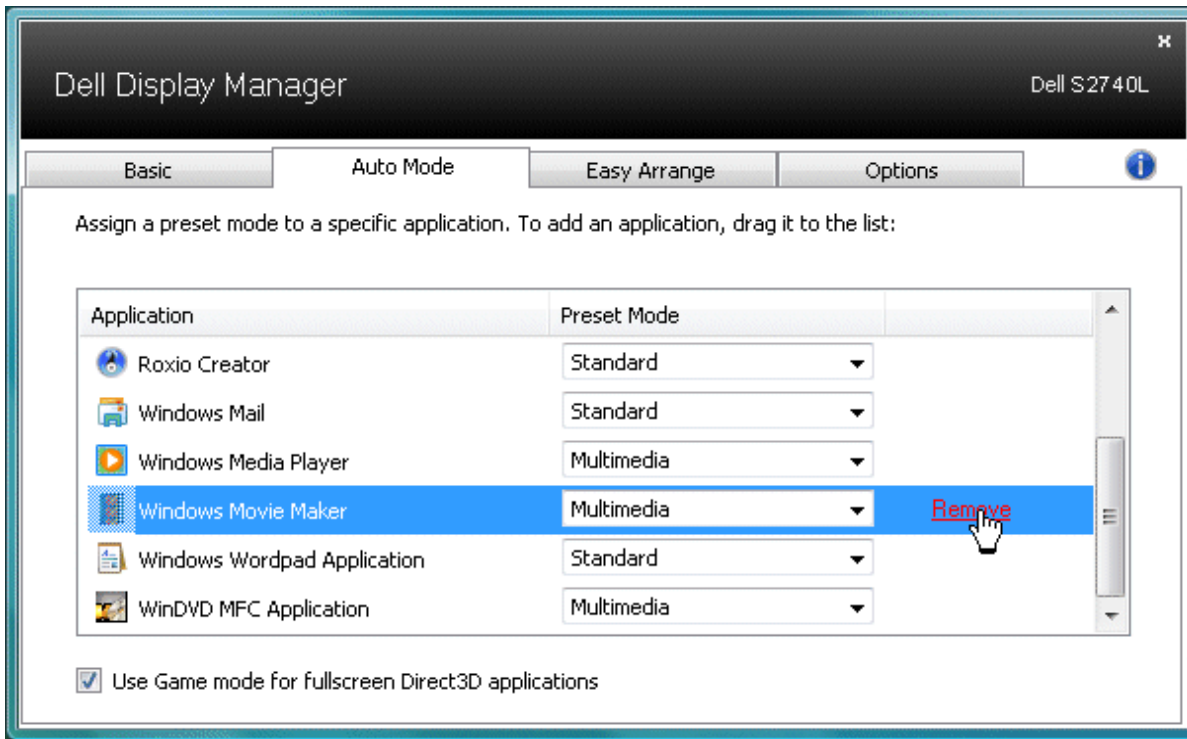 Dell Display Manager
Dell S2740L
Basic Auto Mode Easy Arrange Options
Assign a preset mode to a specific application. To add an application, drag it to the list:
Application Preset Mode
Roxio Creator Standard
Windows Mail Standard
Windows Media Player Multimedia
Windows Movie Maker Multimedia Remove
Windows Wordpad Application Standard
WinDVD MFC Application Multimedia
Use Game mode for fullscreen Direct3D applications